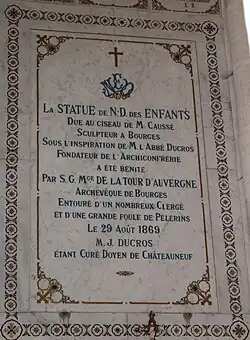 La STATUE de N·D. des ENFANTS
Due au ciseau de M. Causse
Sculpteur a Bourges
Sous l'inspiration de M. l'Abbé Ducros
Fondateur de l'Archiconfrerie
a été benite
Par S. G. Mgr DE LA TOUR D'AUVERGNE
Archevêque de Bourges
Entouré d'un nombreux Clergé
et d'une grande foule de Pèlerins
Le 29 Août 1869
M. J. DUCROS
étant Curé Doyen de Châteauneuf